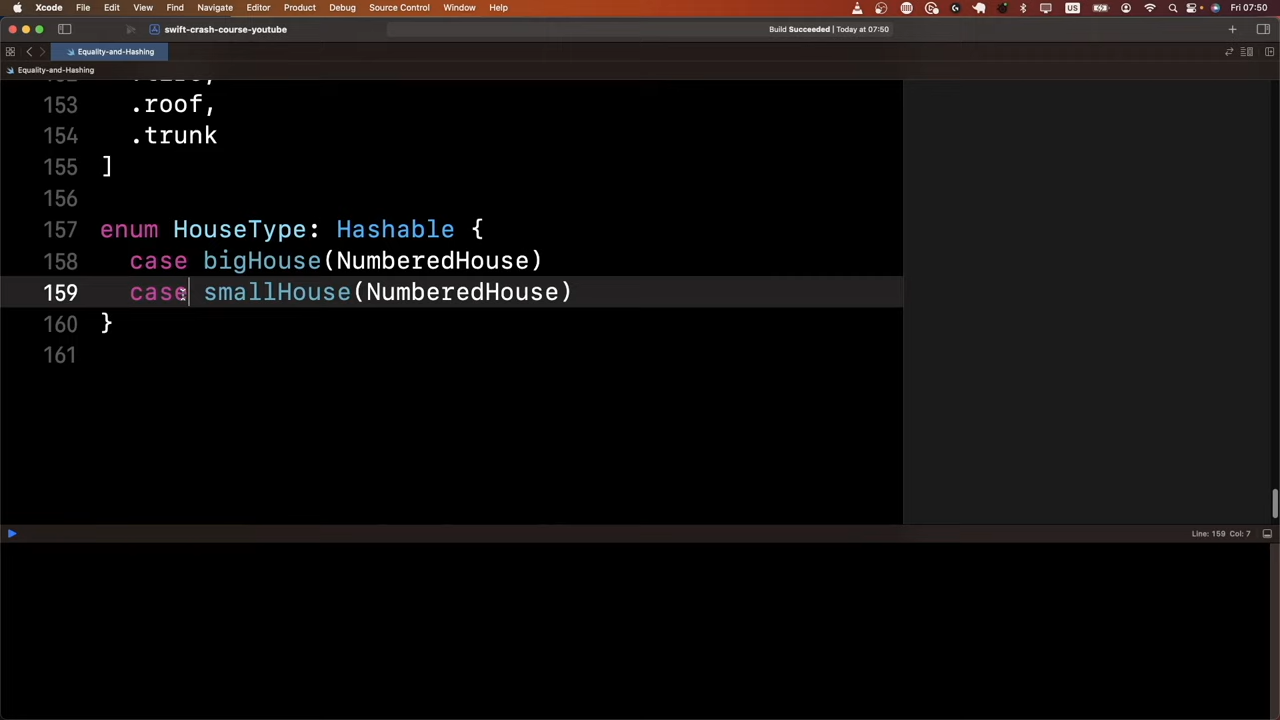 Xcode File Edit View Find Navigate Editor Product Debug Source Control Window Help US Fri 07:50
swift-crash-course-youtube Build Succeeded | Today at 07:50
Equality-and-Hashing
Equality-and-Hashing
153 .roof,
154 .trunk
155 ]
156
157 enum HouseType: Hashable {
158 case bigHouse(NumberedHouse)
159 case smallHouse(NumberedHouse)
160 }
161
Line: 159 Col: 7